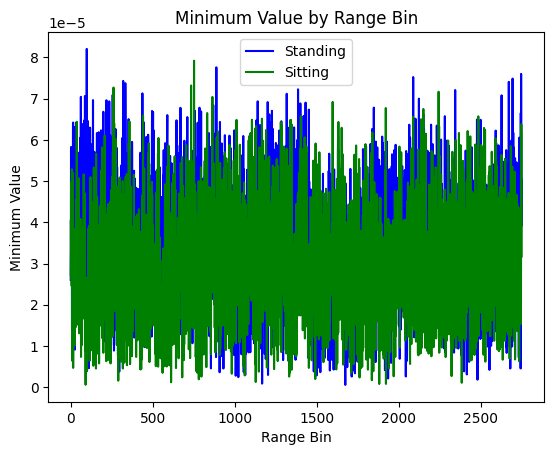 Minimum Value by Range Bin
1e−5
Standing
Sitting
8
7
6
5
4
3
2
1
0
Minimum Value
0
500
1000
1500
2000
2500
Range Bin